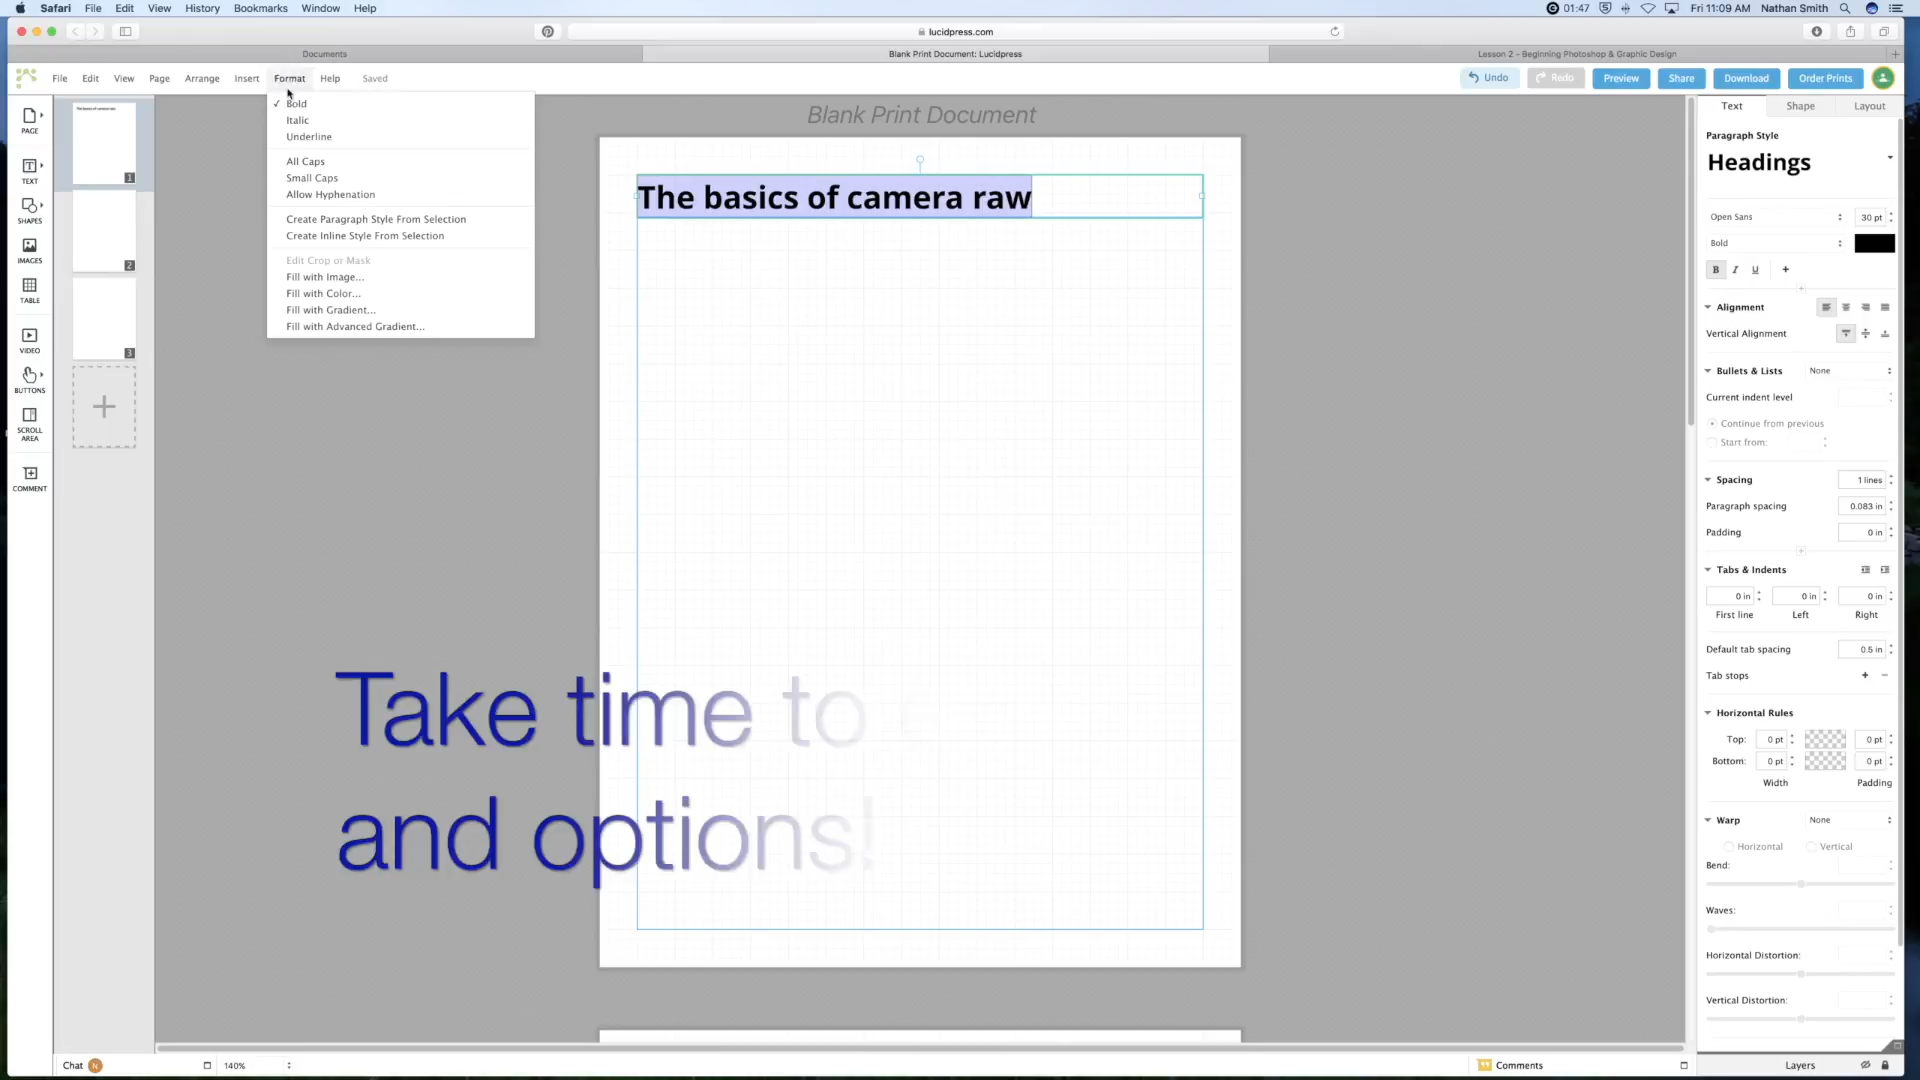 Safari File Edit View History Bookmarks Window Help
01:47 Fri 11:09 AM Nathan Smith
lucidpress.com
Documents
Blank Print Document: Lucidpress
Lesson 2 - Beginning Photoshop & Graphic Design
File Edit View Page Arrange Insert Format Help Saved
Undo Redo Preview Share Download Order Prints
PAGE
TEXT
SHAPES
IMAGES
TABLE
VIDEO
BUTTONS
SCROLL
AREA
COMMENT
The basics of camera raw
1
2
3
✓ Bold
Italic
Underline
All Caps
Small Caps
Allow Hyphenation
Create Paragraph Style From Selection
Create Inline Style From Selection
Edit Crop or Mask
Fill with Image...
Fill with Color...
Fill with Gradient...
Fill with Advanced Gradient...
Blank Print Document
The basics of camera raw
Take time to
and options!
Text Shape Layout
Paragraph Style
Headings
Open Sans 30 pt
Bold
B I U +
Alignment
Vertical Alignment
Bullets & Lists None
Current indent level
Continue from previous
Start from:
Spacing 1 lines
Paragraph spacing 0.083 in
Padding 0 in
Tabs & Indents
0 in 0 in 0 in
First line Left Right
Default tab spacing 0.5 in
Tab stops + −
Horizontal Rules
Top: 0 pt 0 pt
Bottom: 0 pt 0 pt
Width Padding
Warp None
Horizontal Vertical
Bend:
Waves:
Horizontal Distortion:
Vertical Distortion:
Chat N 140% Comments Layers